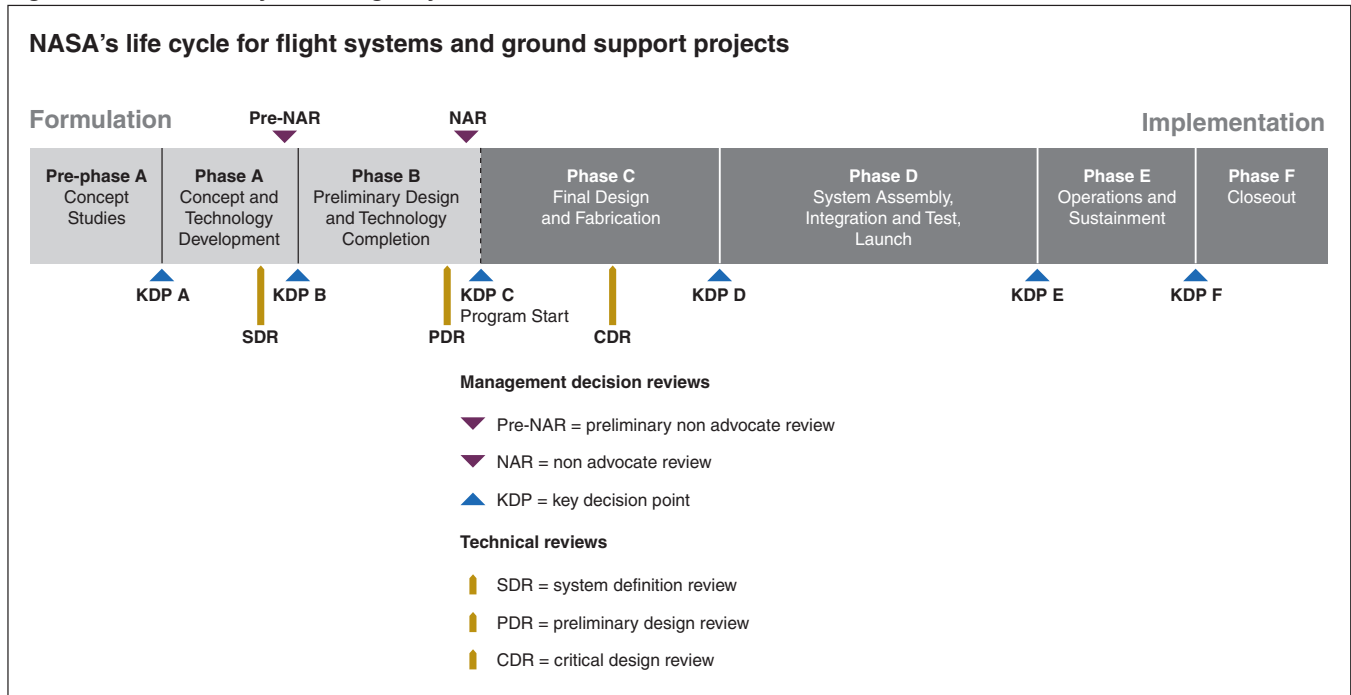 NASA's life cycle for flight systems and ground support projects
Formulation
Pre-NAR
NAR
Implementation
Pre-phase A
Concept
Studies
Phase A
Concept and
Technology
Development
Phase B
Preliminary Design
and Technology
Completion
Phase C
Final Design
and Fabrication
Phase D
System Assembly,
Integration and Test,
Launch
Phase E
Operations and
Sustainment
Phase F
Closeout
KDP A
KDP B
KDP C
Program Start
KDP D
KDP E
KDP F
SDR
PDR
CDR
Management decision reviews
Pre-NAR = preliminary non advocate review
NAR = non advocate review
KDP = key decision point
Technical reviews
SDR = system definition review
PDR = preliminary design review
CDR = critical design review